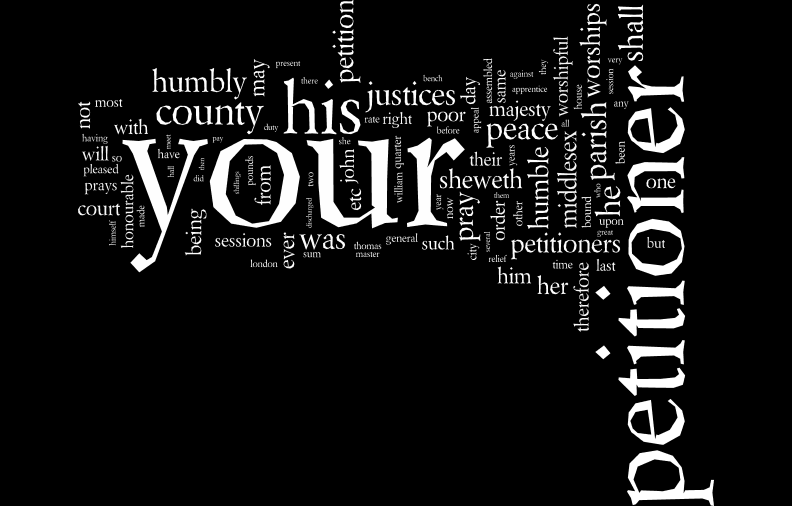 petition
worships
shall
humbly
may
present
there
justices
bench
day
assembled
same
against
they
worshipful
house
session
very
apprentice
any
not
most
county
his
rate
right
poor
before
appeal
majesty
peace
all
parish
been
with
duty
having
will
so
pleased
prays
meet
have
hall
did
then
pay
your
she
john
etc
william quarter
their
years
sheweth
humble
middlesex
who
he
one
petitioner
shillings
pounds
from
two
discharged
court
himself
honourable
made
being
sessions
london
ever
was
sum
thomas
master
general
such
year
now
pray
city
several
order
them
other
relief
petitioners
bound
upon
great
but
him
her
time
last
therefore